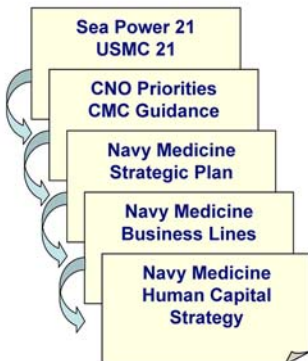 Sea Power 21
USMC 21
CNO Priorities
CMC Guidance
Navy Medicine
Strategic Plan
Navy Medicine
Business Lines
Navy Medicine
Human Capital
Strategy